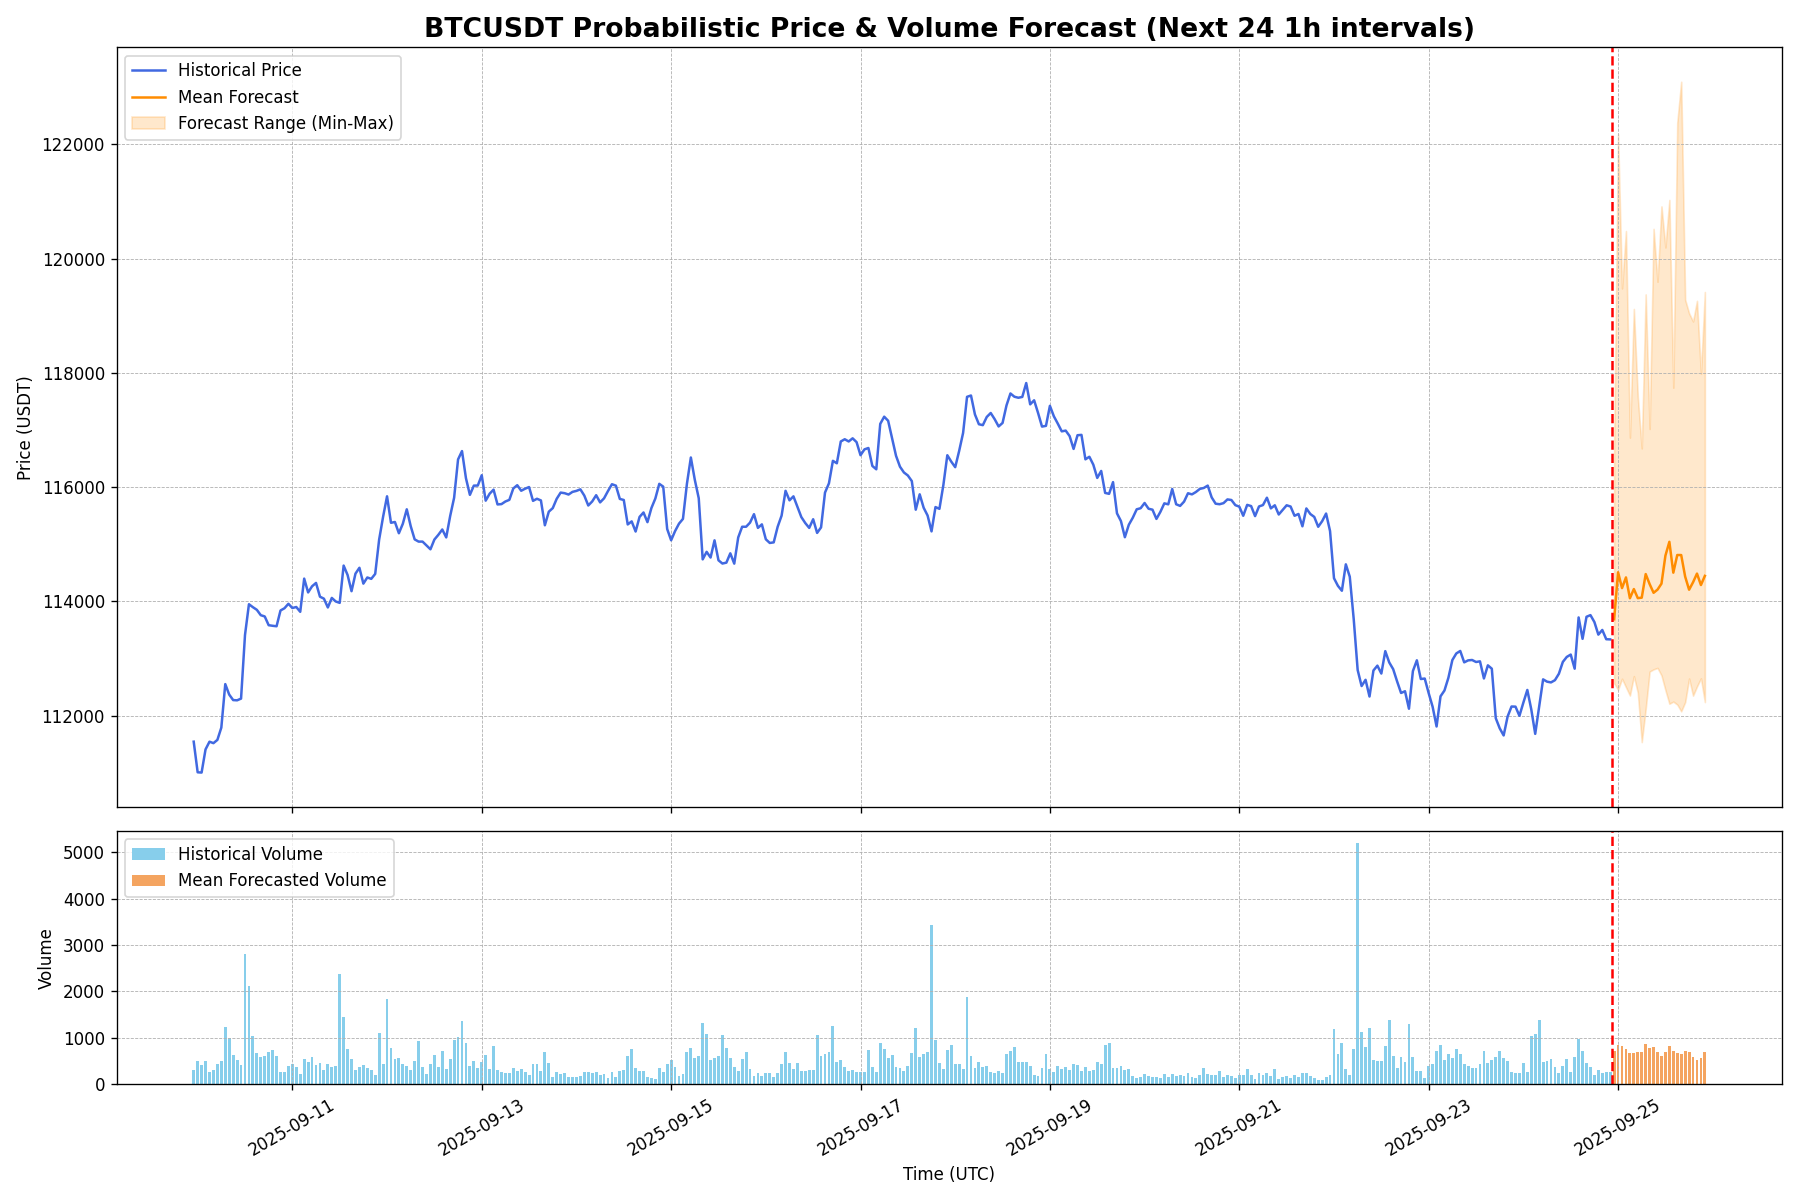 BTCUSDT Probabilistic Price & Volume Forecast (Next 24 1h intervals)
Historical Price
Mean Forecast
Forecast Range (Min-Max)
Price (USDT)
122000
120000
118000
116000
114000
112000
Historical Volume
Mean Forecasted Volume
Volume
5000
4000
3000
2000
1000
0
2025-09-11
2025-09-13
2025-09-15
2025-09-17
2025-09-19
2025-09-21
2025-09-23
2025-09-25
Time (UTC)